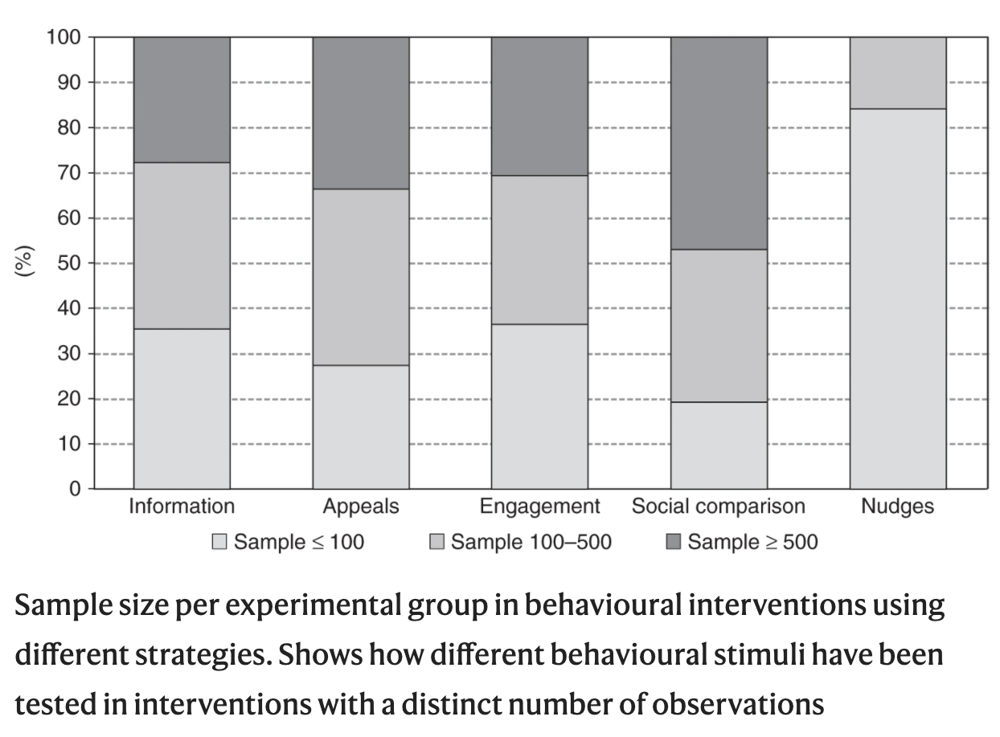 100
90
80
70
60
50
40
30
20
10
0
(%)
Information Appeals Engagement Social comparison Nudges
Sample ≤ 100 Sample 100–500 Sample ≥ 500
Sample size per experimental group in behavioural interventions using
different strategies. Shows how different behavioural stimuli have been
tested in interventions with a distinct number of observations